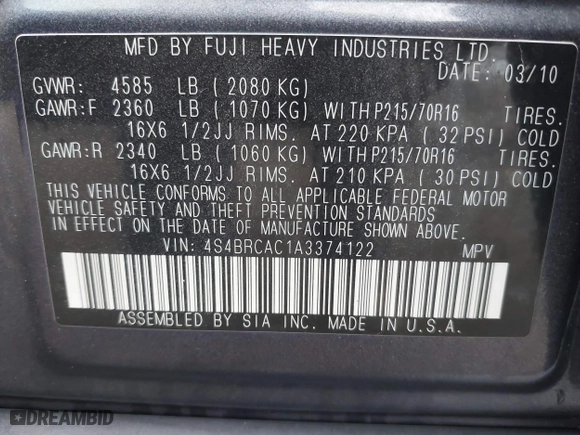 MFD BY FUJI HEAVY INDUSTRIES LTD.
DATE: 03/10
GVWR: 4585 LB ( 2080 KG)
GAWR:F 2360 LB ( 1070 KG) WITH P215/70R16 TIRES.
16X6 1/2JJ RIMS. AT 220 KPA ( 32 PSI) COLD
GAWR:R 2340 LB ( 1060 KG) WITH P215/70R16 TIRES.
16X6 1/2JJ RIMS. AT 210 KPA ( 30 PSI) COLD
THIS VEHICLE CONFORMS TO ALL APPLICABLE FEDERAL MOTOR
VEHICLE SAFETY AND THEFT PREVENTION STANDARDS
IN EFFECT ON THE DATE OF MANUFACTURE SHOWN ABOVE.
VIN: 4S4BRCAC1A3374122 MPV
ASSEMBLED BY SIA INC. MADE IN U.S.A.
DREAMBID